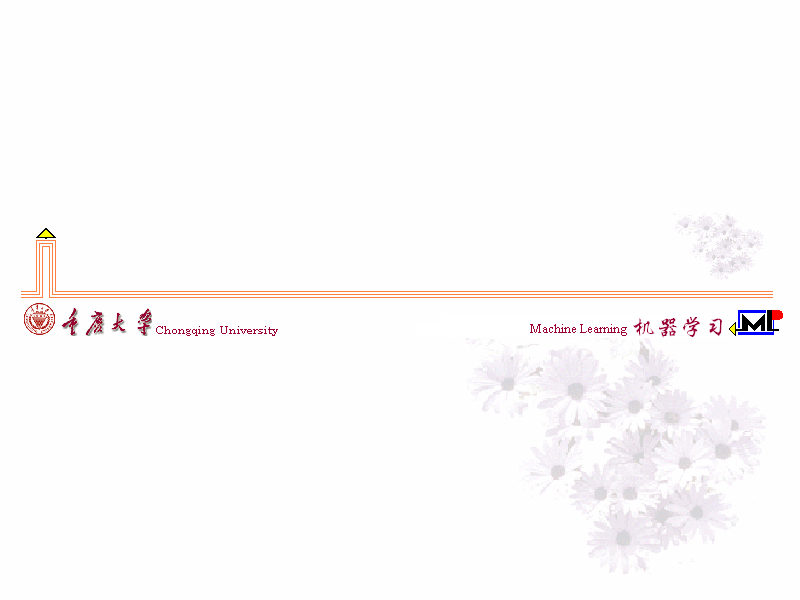 重庆大学 Chongqing University
Machine Learning 机器学习 ML